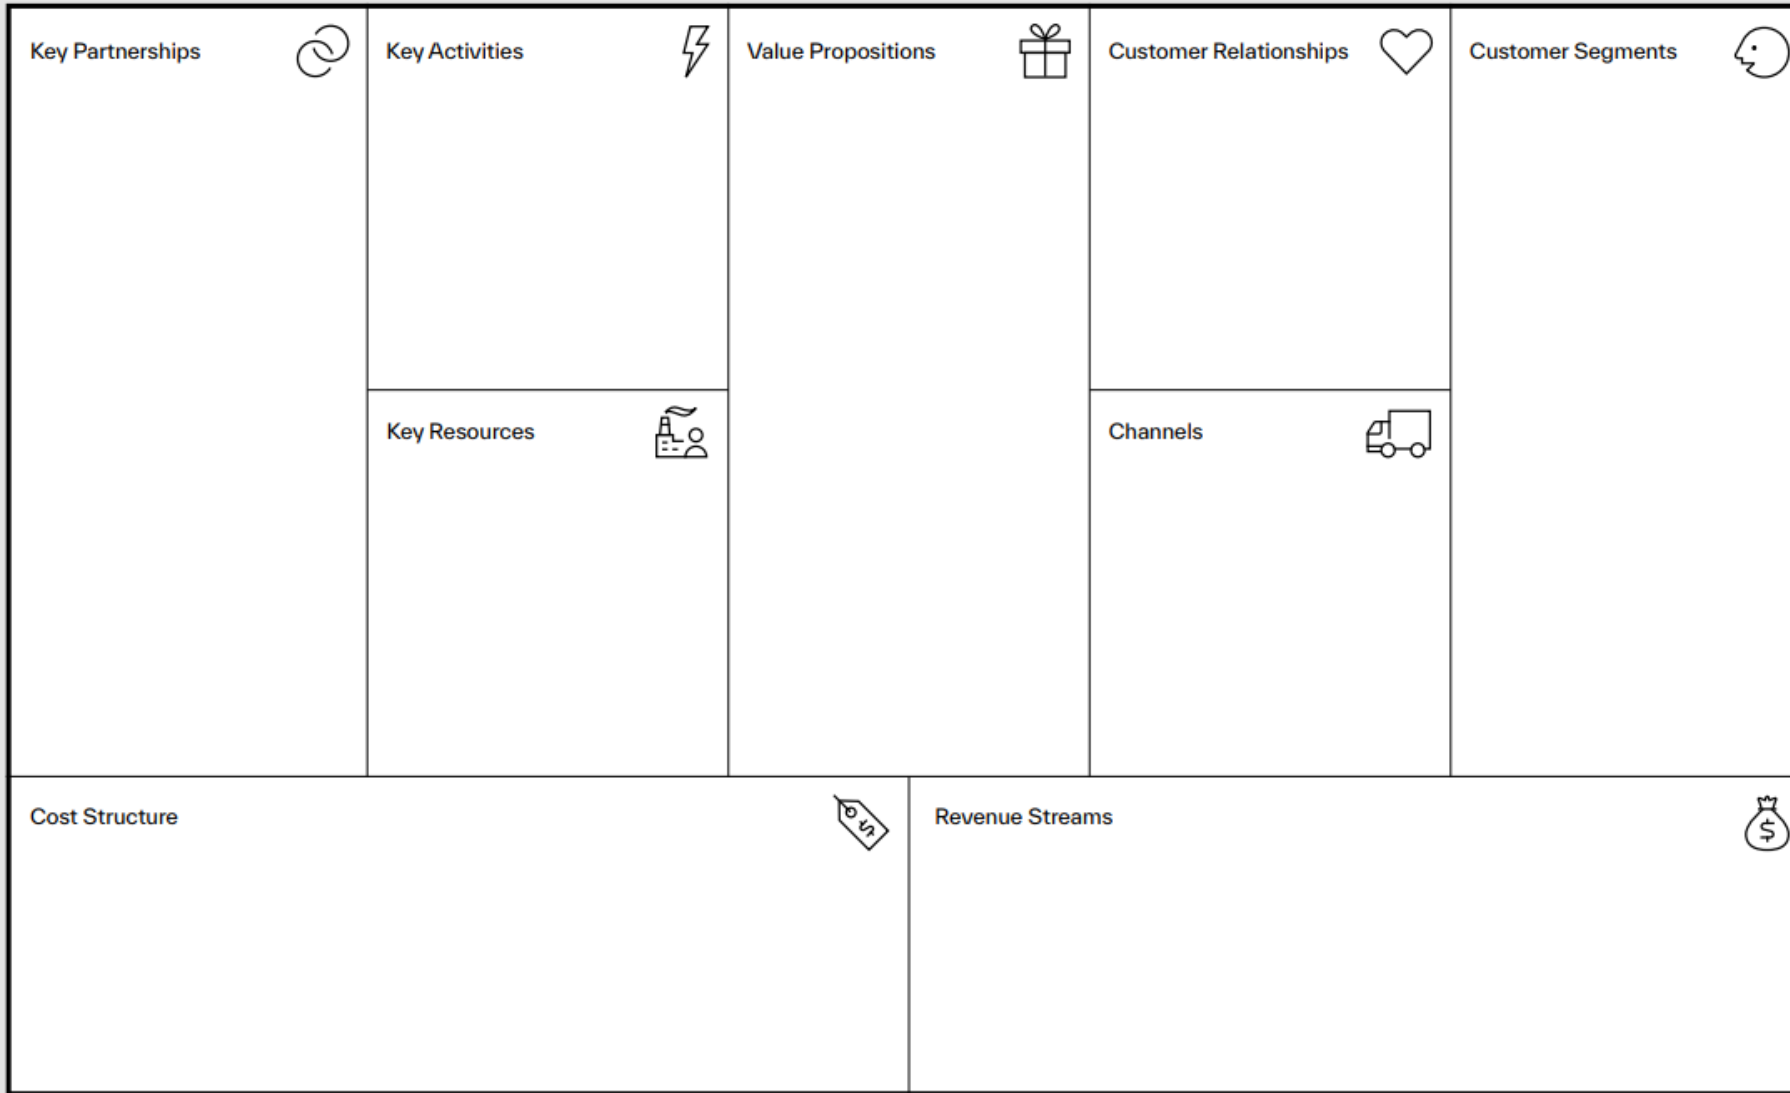 Key Partnerships
Key Activities
Value Propositions
Customer Relationships
Customer Segments
Key Resources
Channels
Cost Structure
$
Revenue Streams
$